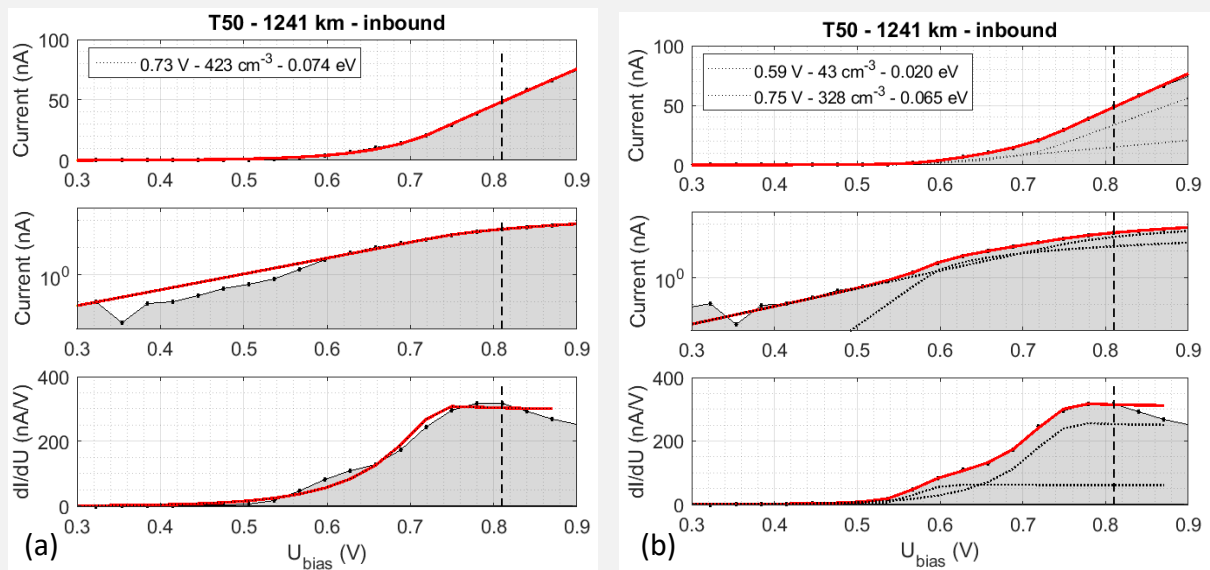 T50 - 1241 km - inbound
Current (nA)
100
50
0
0.73 V - 423 cm-3 - 0.074 eV
0.3 0.4 0.5 0.6 0.7 0.8 0.9
Current (nA)
10^0
0.3 0.4 0.5 0.6 0.7 0.8 0.9
dI/dU (nA/V)
400
200
0
0.3 0.4 0.5 0.6 0.7 0.8 0.9
(a)
U_bias (V)
T50 - 1241 km - inbound
Current (nA)
100
50
0
0.59 V - 43 cm-3 - 0.020 eV
0.75 V - 328 cm-3 - 0.065 eV
0.3 0.4 0.5 0.6 0.7 0.8 0.9
Current (nA)
10^0
0.3 0.4 0.5 0.6 0.7 0.8 0.9
dI/dU (nA/V)
400
200
0
0.3 0.4 0.5 0.6 0.7 0.8 0.9
(b)
U_bias (V)